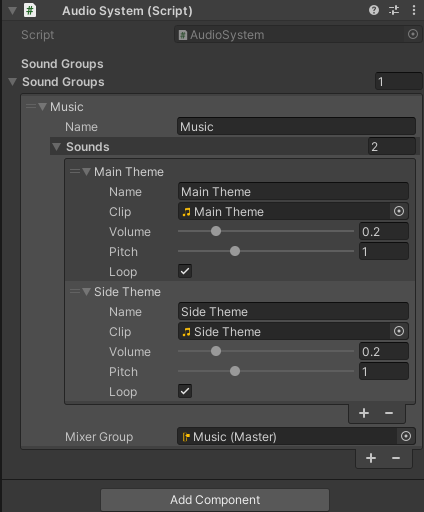 Audio System (Script)
Script AudioSystem
Sound Groups
Sound Groups 1
Music
Name Music
Sounds 2
Main Theme
Name Main Theme
Clip Main Theme
Volume 0.2
Pitch 1
Loop
Side Theme
Name Side Theme
Clip Side Theme
Volume 0.2
Pitch 1
Loop
+ −
Mixer Group Music (Master)
+ −
Add Component